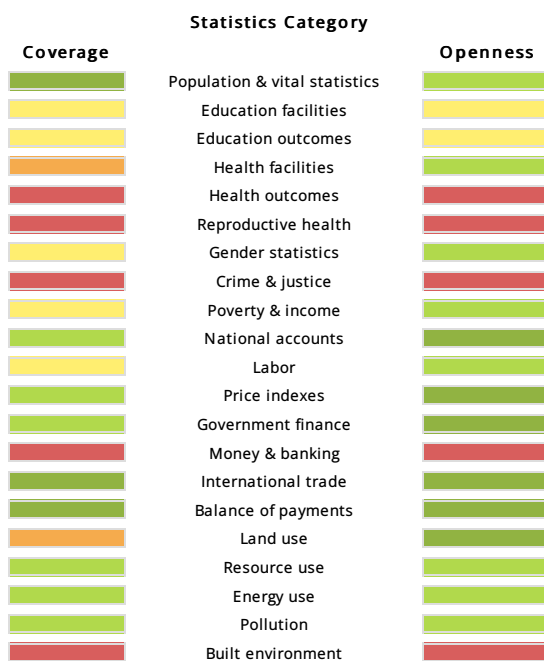 Statistics Category
Coverage
Openness
Population & vital statistics
Education facilities
Education outcomes
Health facilities
Health outcomes
Reproductive health
Gender statistics
Crime & justice
Poverty & income
National accounts
Labor
Price indexes
Government finance
Money & banking
International trade
Balance of payments
Land use
Resource use
Energy use
Pollution
Built environment